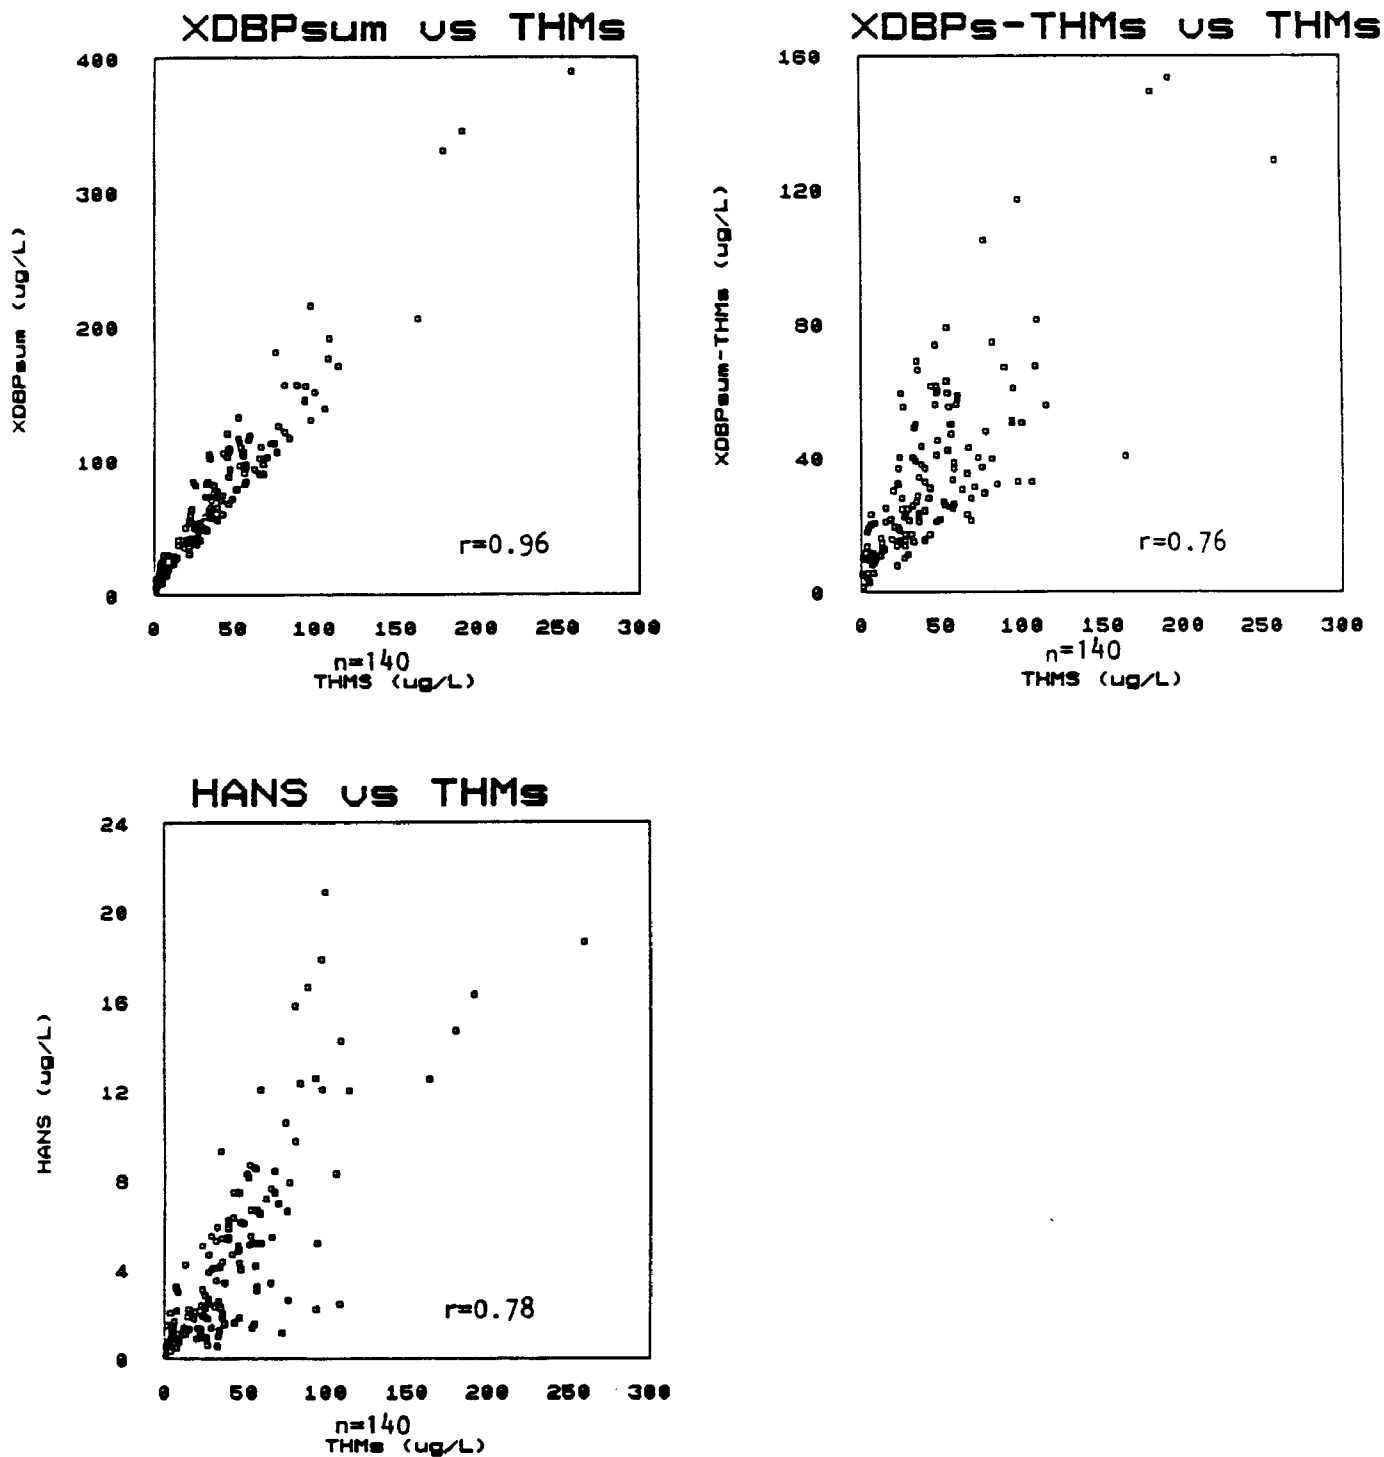 XDBPsum vs THMs
400
300
200
100
0
XDBPsum (ug/L)
r=0.96
0 50 100 150 200 250 300
n=140
THMS (ug/L)
XDBPs-THMs vs THMs
160
120
80
40
0
XDBPsum-THMs (ug/L)
r=0.76
0 50 100 150 200 250 300
n=140
THMS (ug/L)
HANS vs THMs
24
20
16
12
8
4
0
HANS (ug/L)
r=0.78
0 50 100 150 200 250 300
n=140
THMs (ug/L)